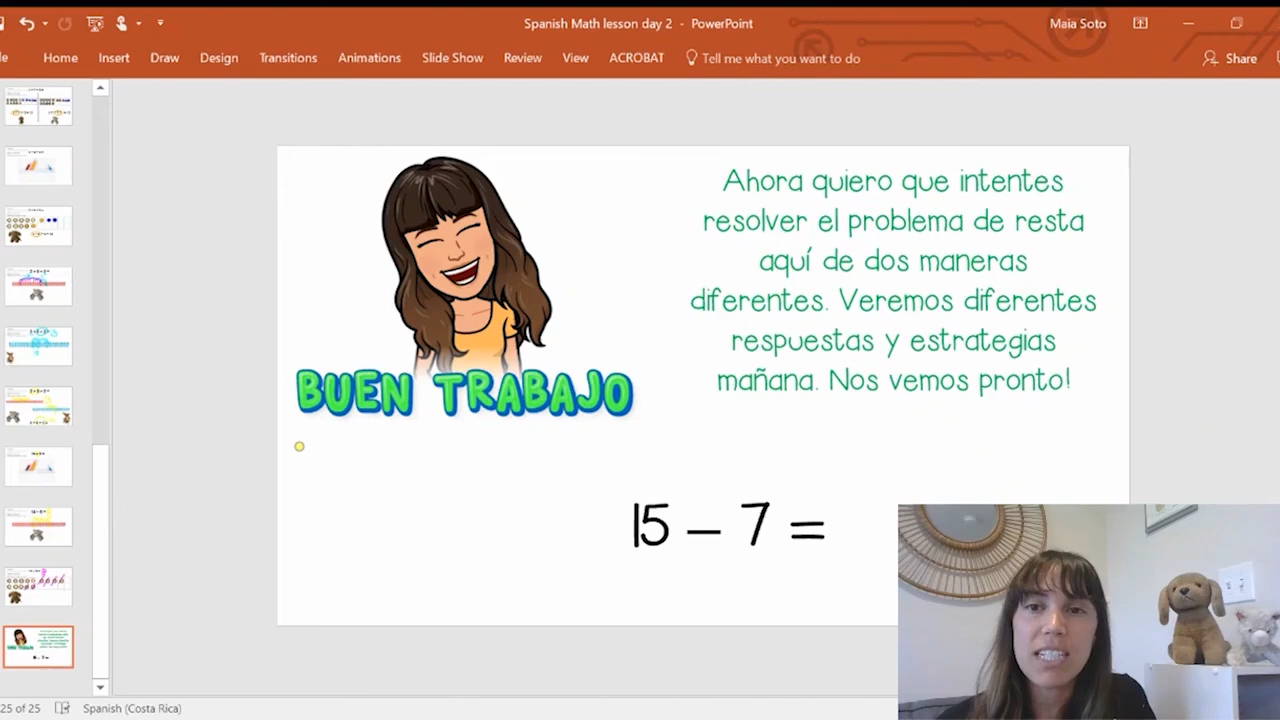 Spanish Math lesson day 2 - PowerPoint
Maia Soto
Home Insert Draw Design Transitions Animations Slide Show Review View ACROBAT Tell me what you want to do
Share
Ahora quiero que intentes
resolver el problema de resta
aquí de dos maneras
diferentes. Veremos diferentes
respuestas y estrategias
mañana. Nos vemos pronto!
BUEN TRABAJO
15 – 7 =
25 of 25
Spanish (Costa Rica)